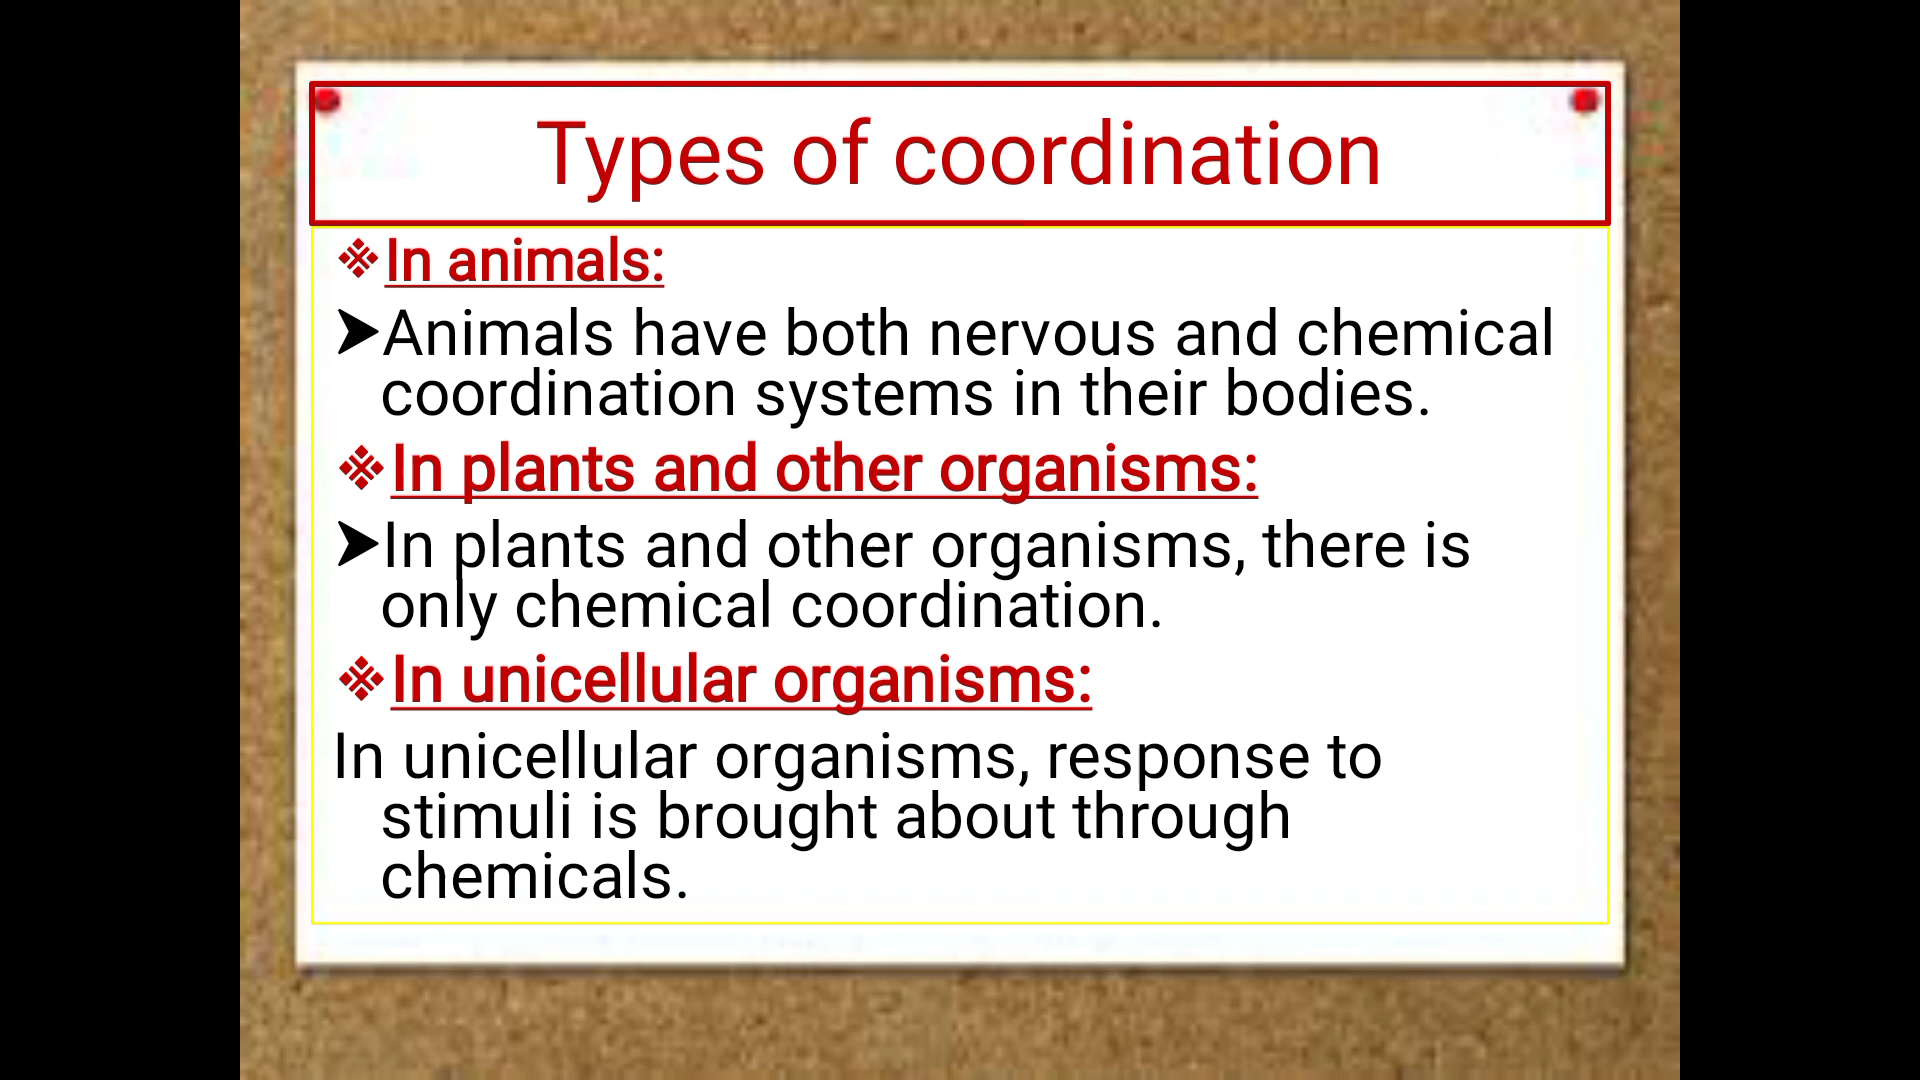 Types of coordination
❖In animals:
➤Animals have both nervous and chemical
coordination systems in their bodies.
❖In plants and other organisms:
➤In plants and other organisms, there is
only chemical coordination.
❖In unicellular organisms:
In unicellular organisms, response to
stimuli is brought about through
chemicals.